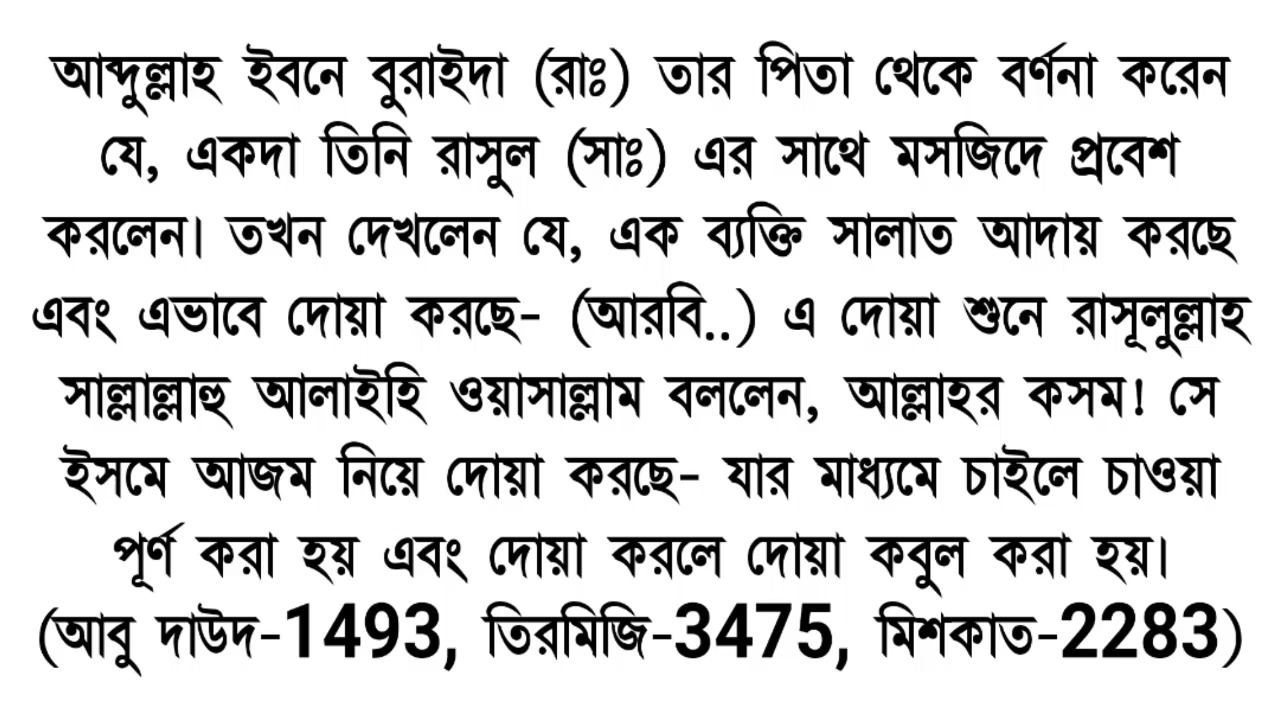 আব্দুল্লাহ ইবনে বুরাইদা (রাঃ) তার পিতা থেকে বর্ণনা করেন
যে, একদা তিনি রাসুল (সাঃ) এর সাথে মসজিদে প্রবেশ
করলেন। তখন দেখলেন যে, এক ব্যক্তি সালাত আদায় করছে
এবং এভাবে দোয়া করছে- (আরবি..) এ দোয়া শুনে রাসূলুল্লাহ
সাল্লাল্লাহু আলাইহি ওয়াসাল্লাম বললেন, আল্লাহর কসম! সে
ইসমে আজম নিয়ে দোয়া করছে- যার মাধ্যমে চাইলে চাওয়া
পূর্ণ করা হয় এবং দোয়া করলে দোয়া কবুল করা হয়।
(আবু দাউদ-1493, তিরমিজি-3475, মিশকাত-2283)